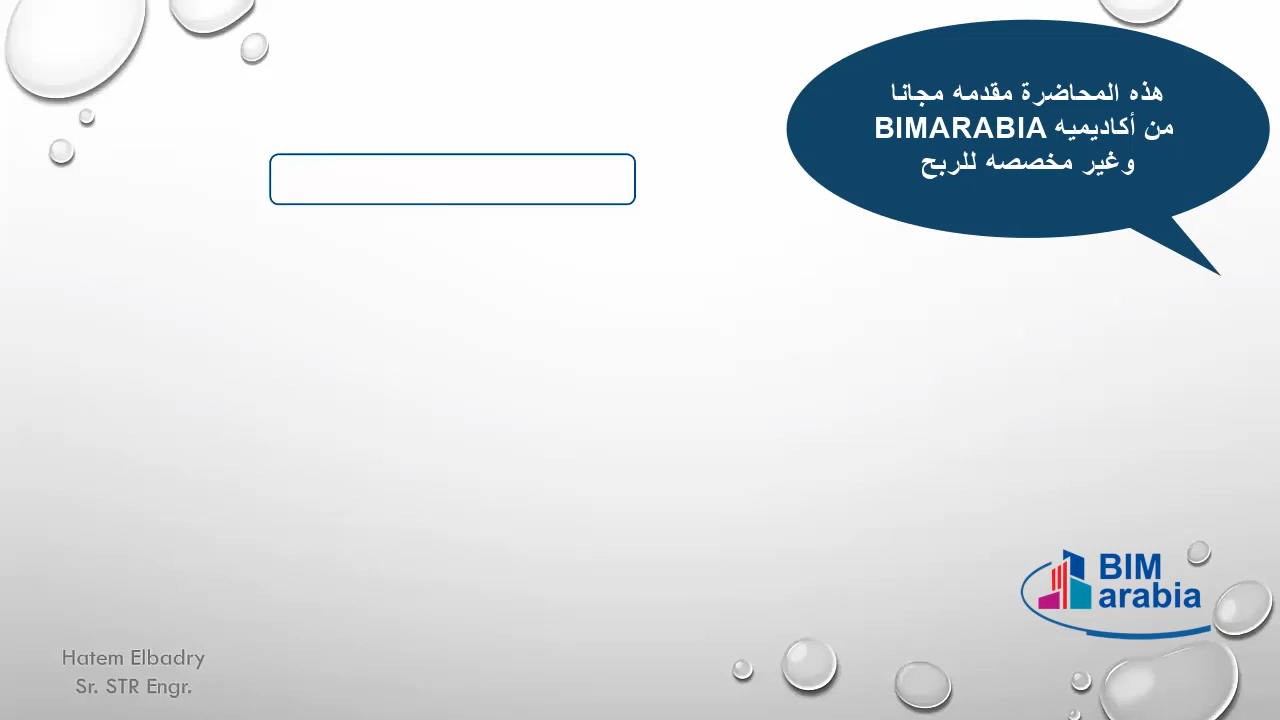 هذه المحاضرة مقدمه مجانا
من أكاديميه BIMARABIA
وغير مخصصه للربح
BIM
arabia
Hatem Elbadry
Sr. STR Engr.